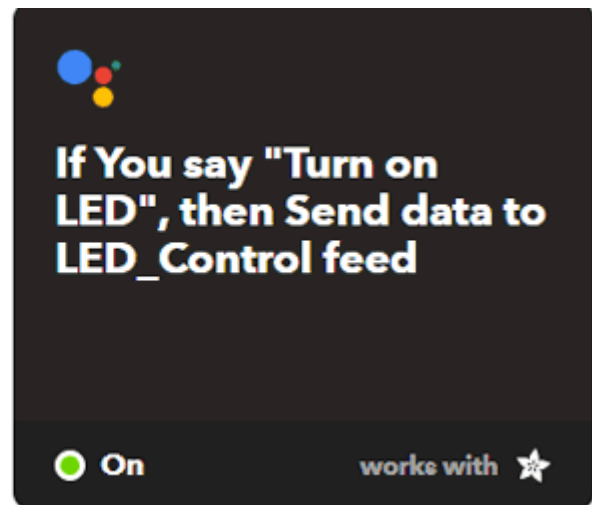 If You say "Turn on
LED", then Send data to
LED_Control feed
On
works with